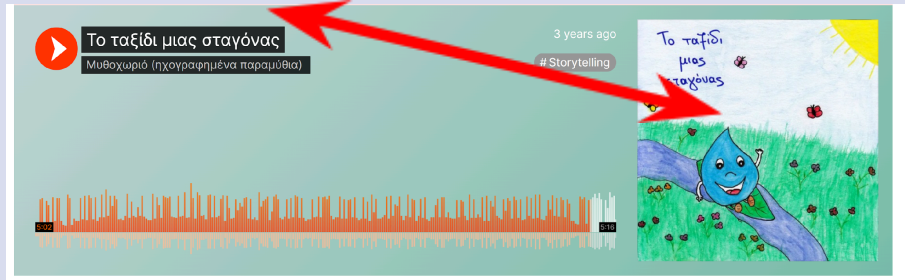 Το ταξίδι μιας σταγόνας
3 years ago
Μυθοχωριό (ηχογραφημένα παραμύθια)
# Storytelling
Το ταξίδι
μιας
σταγόνας
5:02
5:16